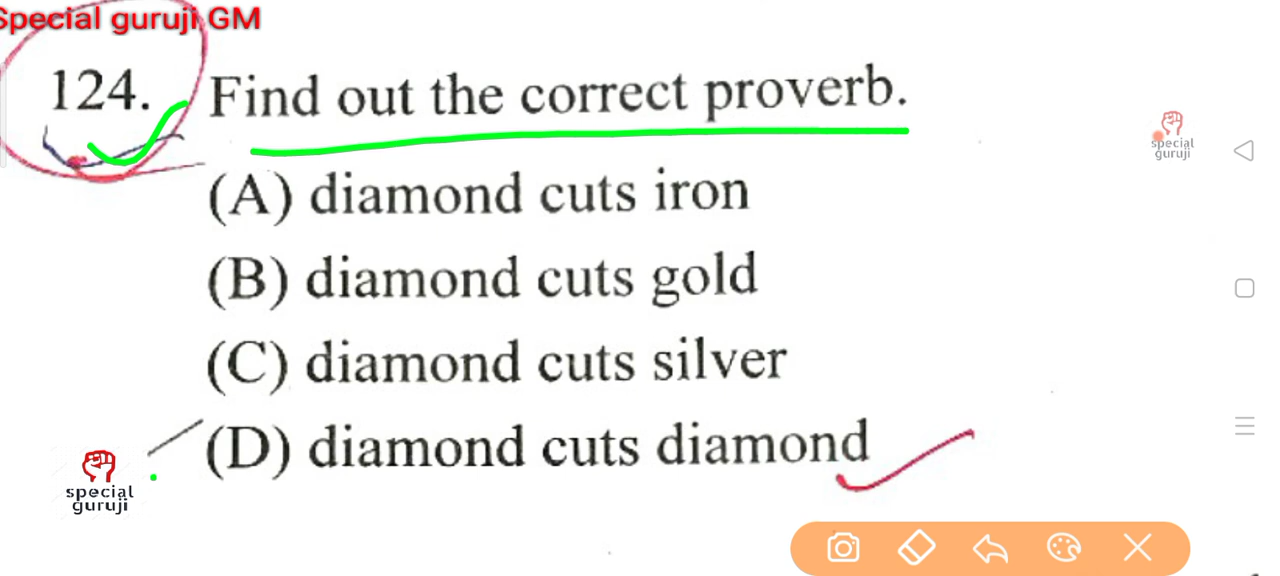 Special guruji GM
124. Find out the correct proverb.
(A) diamond cuts iron
special
guruji
(B) diamond cuts gold
(C) diamond cuts silver
(D) diamond cuts diamond
special
guruji